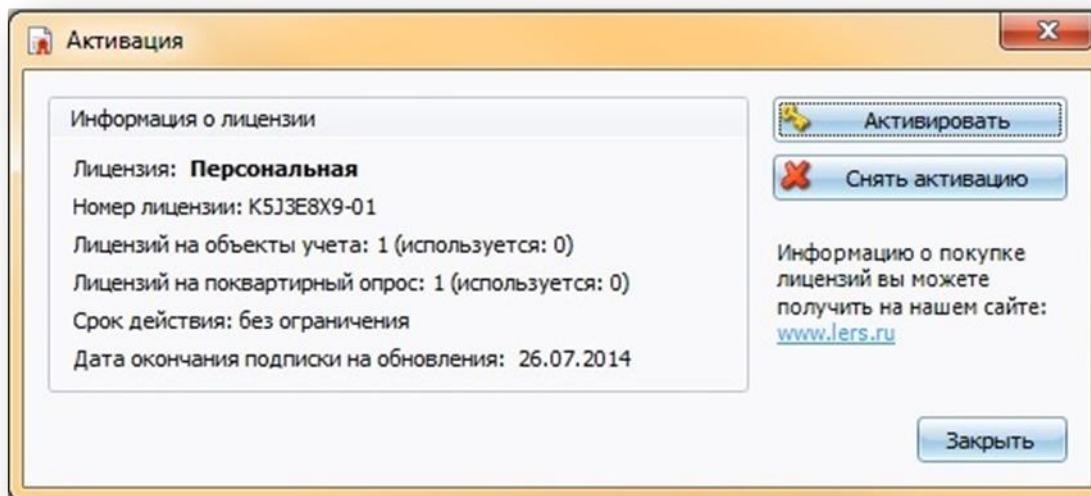 Активация
Информация о лицензии
Лицензия: Персональная
Номер лицензии: K5J3E8X9-01
Лицензий на объекты учета: 1 (используется: 0)
Лицензий на поквартирный опрос: 1 (используется: 0)
Срок действия: без ограничения
Дата окончания подписки на обновления: 26.07.2014
Активировать
Снять активацию
Информацию о покупке
лицензий вы можете
получить на нашем сайте:
www.lers.ru
Закрыть